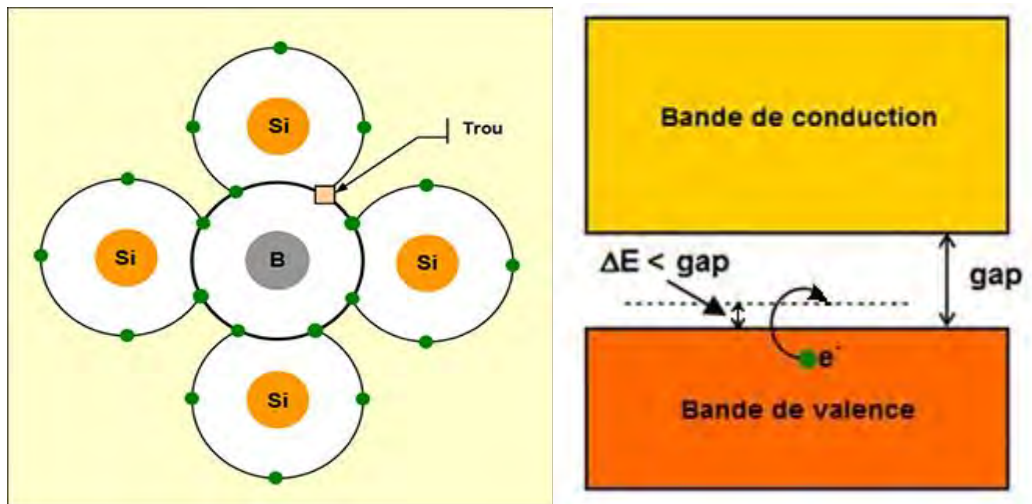 Si
Trou
Si
B
Si
Si
Bande de conduction
ΔE < gap
gap
e-
Bande de valence